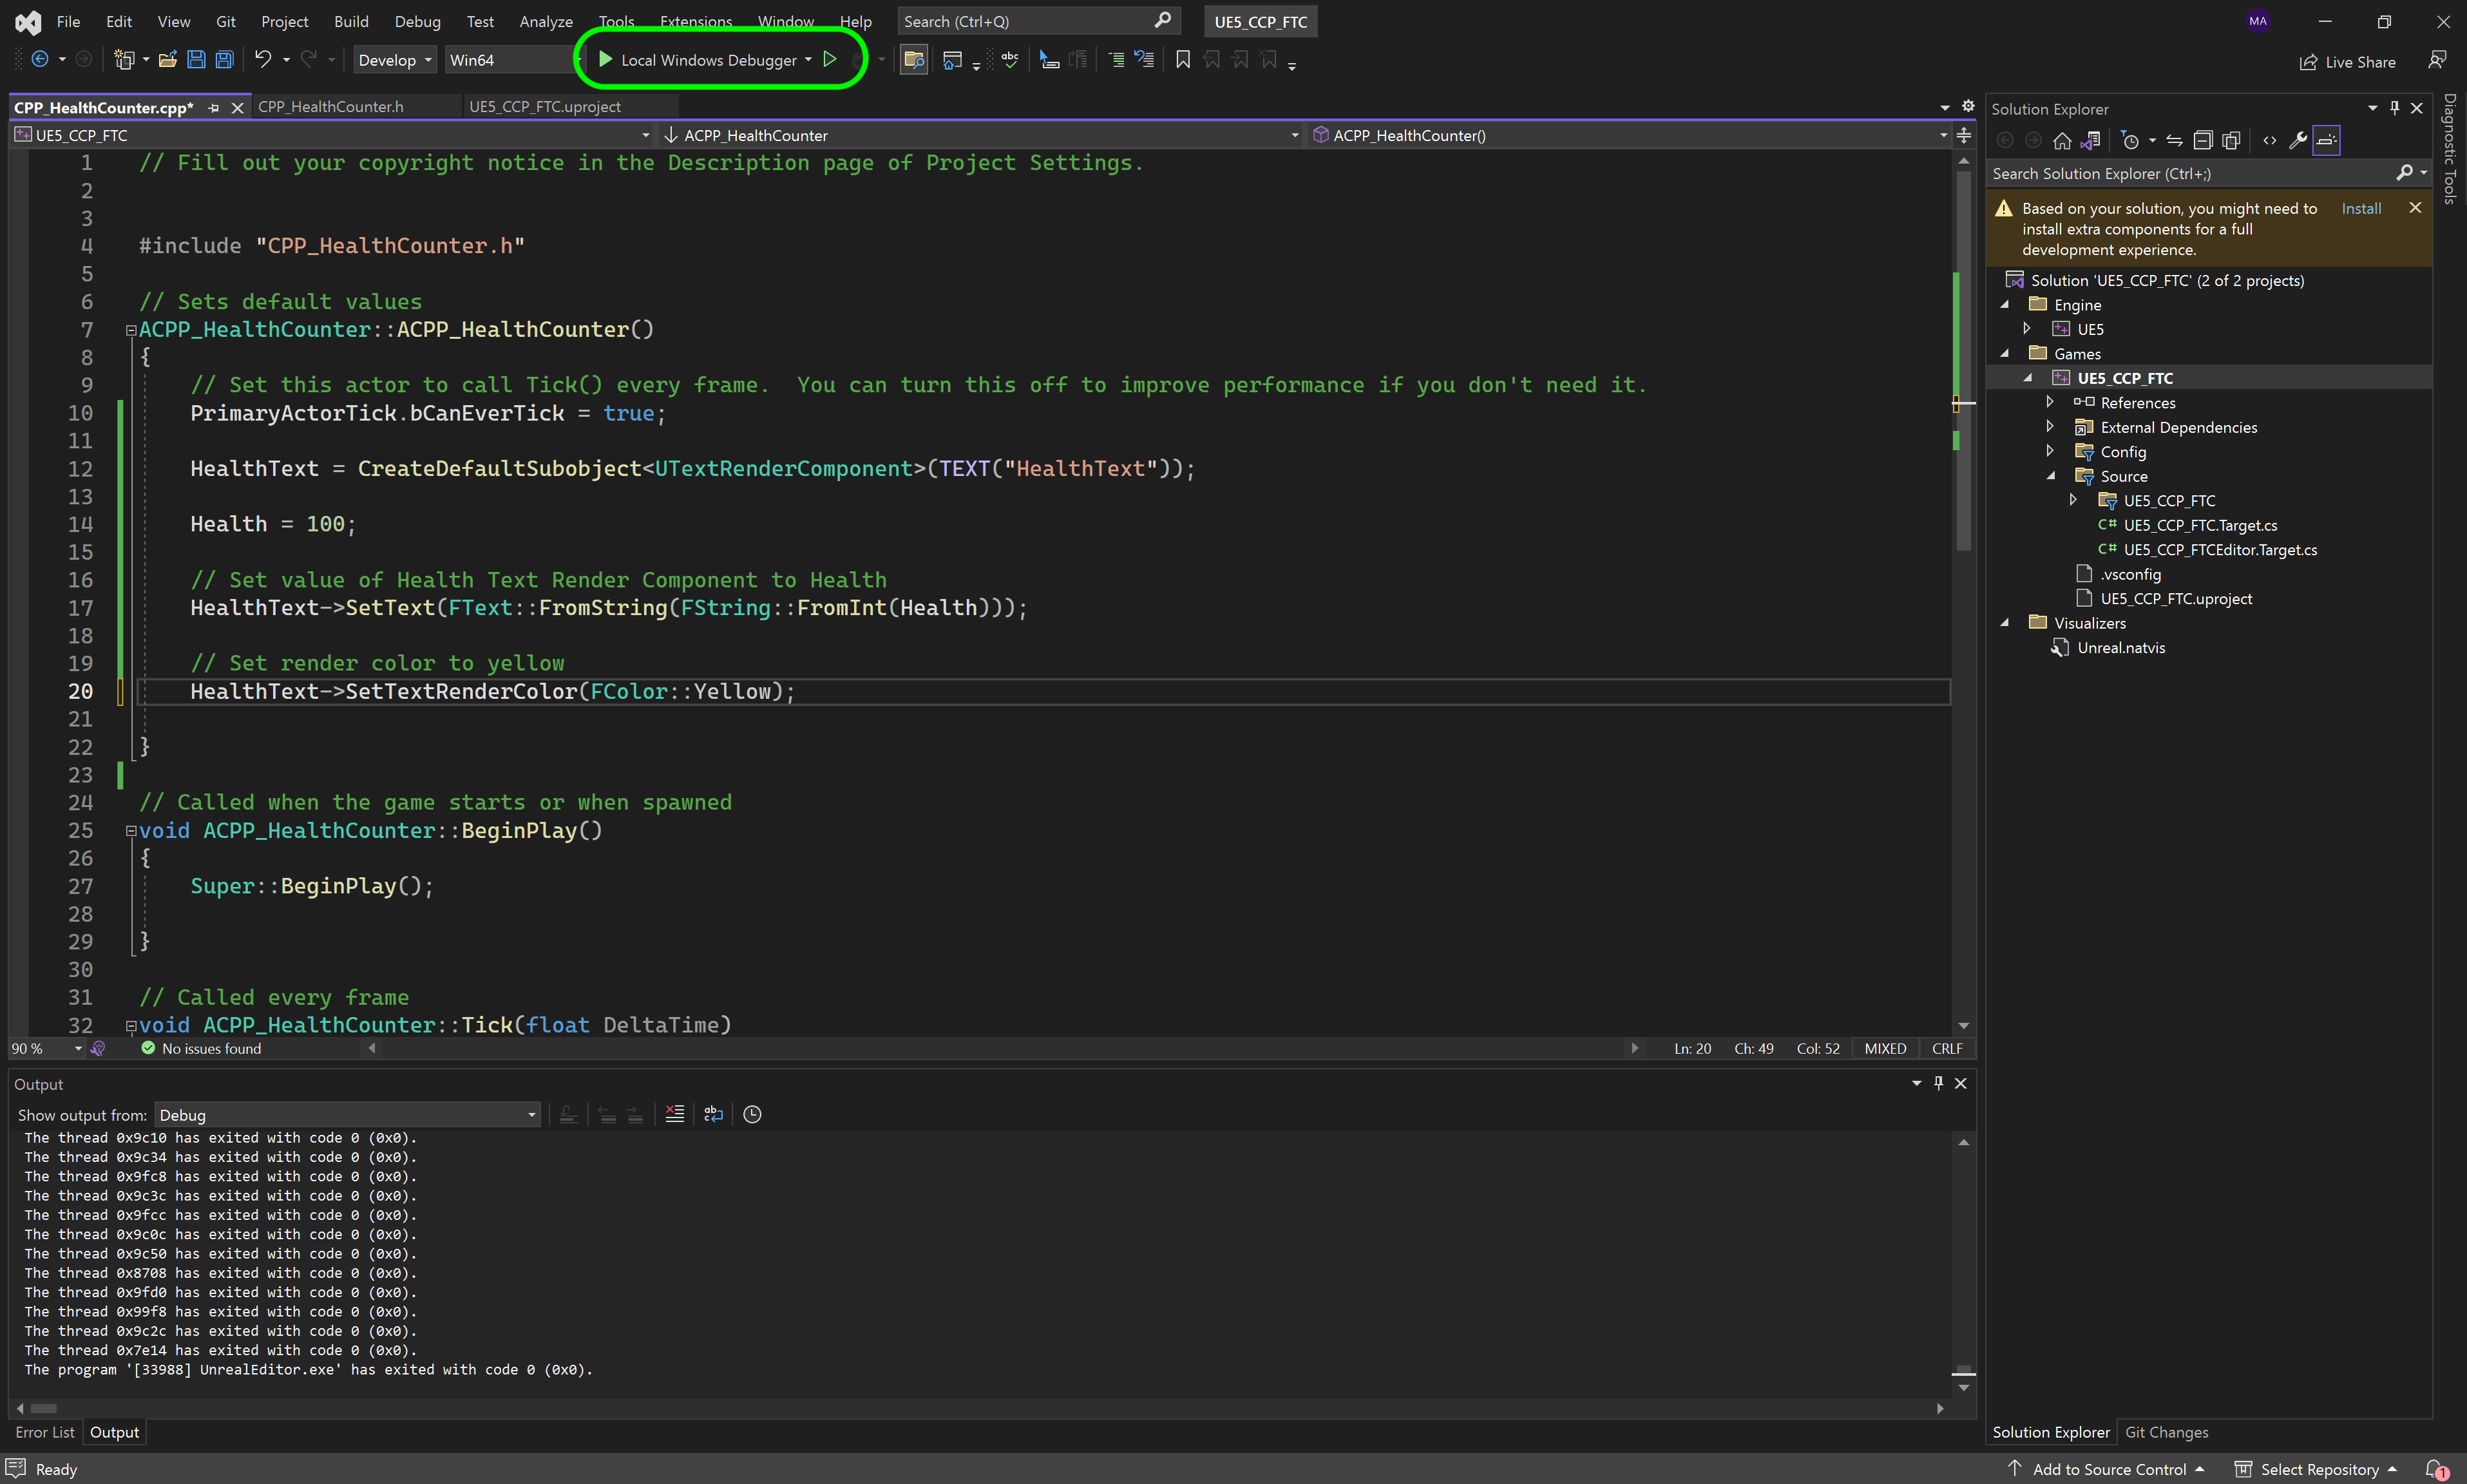 File Edit View Git Project Build Debug Test Analyze Tools Extensions Window Help Search (Ctrl+Q) UE5_CCP_FTC MA
Develop Win64 Local Windows Debugger Live Share
CPP_HealthCounter.cpp* CPP_HealthCounter.h UE5_CCP_FTC.uproject
UE5_CCP_FTC ACPP_HealthCounter ACPP_HealthCounter()
1 // Fill out your copyright notice in the Description page of Project Settings.
2
3
4 #include "CPP_HealthCounter.h"
5
6 // Sets default values
7 ACPP_HealthCounter::ACPP_HealthCounter()
8 {
9 // Set this actor to call Tick() every frame.  You can turn this off to improve performance if you don't need it.
10 PrimaryActorTick.bCanEverTick = true;
11
12 HealthText = CreateDefaultSubobject<UTextRenderComponent>(TEXT("HealthText"));
13
14 Health = 100;
15
16 // Set value of Health Text Render Component to Health
17 HealthText->SetText(FText::FromString(FString::FromInt(Health)));
18
19 // Set render color to yellow
20 HealthText->SetTextRenderColor(FColor::Yellow);
21
22 }
23
24 // Called when the game starts or when spawned
25 void ACPP_HealthCounter::BeginPlay()
26 {
27 Super::BeginPlay();
28
29 }
30
31 // Called every frame
32 void ACPP_HealthCounter::Tick(float DeltaTime)
90 % No issues found Ln: 20 Ch: 49 Col: 52 MIXED CRLF
Output
Show output from: Debug
The thread 0x9c10 has exited with code 0 (0x0).
The thread 0x9c34 has exited with code 0 (0x0).
The thread 0x9fc8 has exited with code 0 (0x0).
The thread 0x9c3c has exited with code 0 (0x0).
The thread 0x9fcc has exited with code 0 (0x0).
The thread 0x9c0c has exited with code 0 (0x0).
The thread 0x9c50 has exited with code 0 (0x0).
The thread 0x8708 has exited with code 0 (0x0).
The thread 0x9fd0 has exited with code 0 (0x0).
The thread 0x99f8 has exited with code 0 (0x0).
The thread 0x9c2c has exited with code 0 (0x0).
The thread 0x7e14 has exited with code 0 (0x0).
The program '[33988] UnrealEditor.exe' has exited with code 0 (0x0).
Error List Output
Solution Explorer
Search Solution Explorer (Ctrl+;)
Based on your solution, you might need to Install
install extra components for a full
development experience.
Solution 'UE5_CCP_FTC' (2 of 2 projects)
Engine
UE5
Games
UE5_CCP_FTC
References
External Dependencies
Config
Source
UE5_CCP_FTC
C# UE5_CCP_FTC.Target.cs
C# UE5_CCP_FTCEditor.Target.cs
.vsconfig
UE5_CCP_FTC.uproject
Visualizers
Unreal.natvis
Solution Explorer Git Changes
Diagnostic Tools
Ready Add to Source Control Select Repository 1